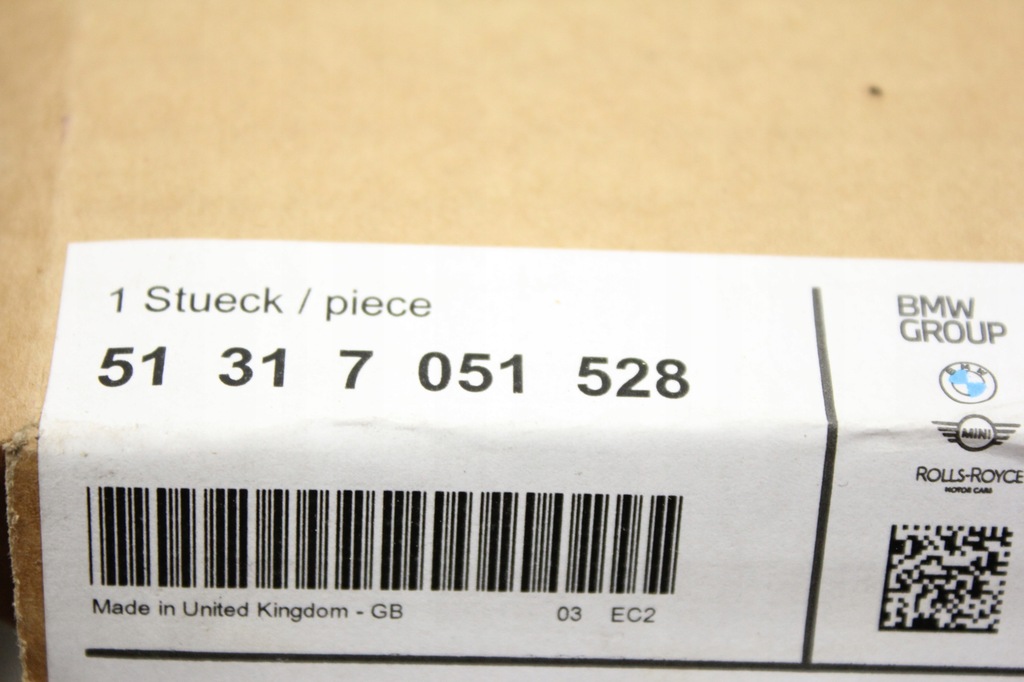 1 Stueck / piece
51 31 7 051 528
Made in United Kingdom - GB 03 EC2
BMW
GROUP
BMW
MINI
ROLLS-ROYCE
MOTOR CARS